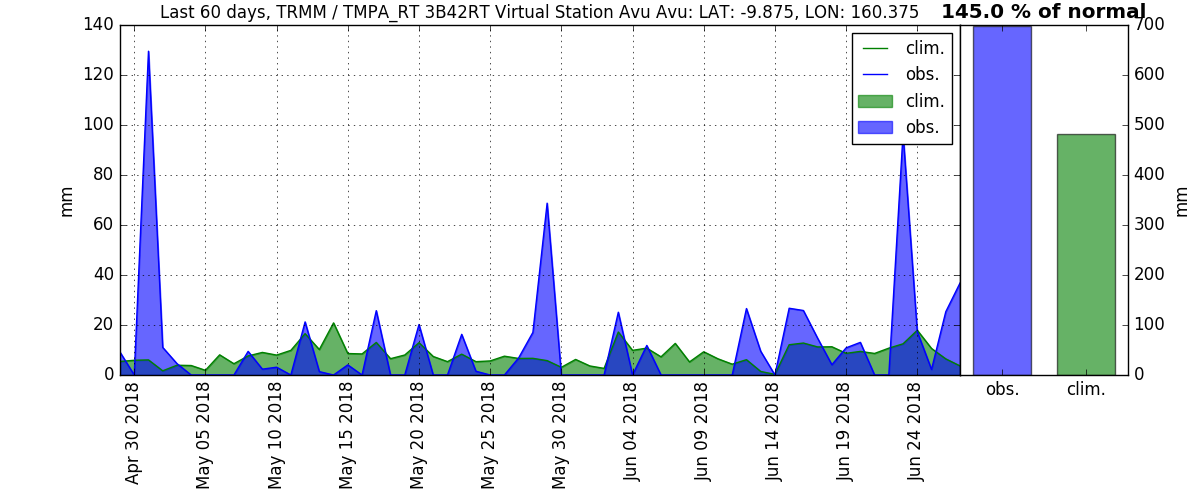 Last 60 days, TRMM / TMPA_RT 3B42RT Virtual Station Avu Avu: LAT: -9.875, LON: 160.375
145.0 % of normal
140
120
100
80
60
40
20
0
mm
clim.
obs.
clim.
obs.
700
600
500
400
300
200
100
0
mm
Apr 30 2018
May 05 2018
May 10 2018
May 15 2018
May 20 2018
May 25 2018
May 30 2018
Jun 04 2018
Jun 09 2018
Jun 14 2018
Jun 19 2018
Jun 24 2018
obs.
clim.